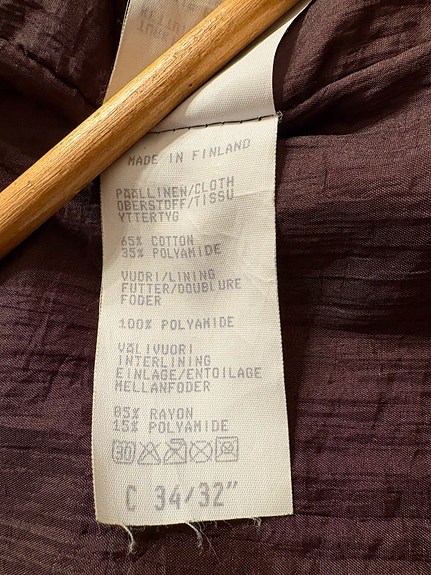 MADE IN FINLAND
PÄÄLLINEN/CLOTH
OBERSTOFF/TISSU
YTTERTYG
65% COTTON
35% POLYAMIDE
VUORI/LINING
FUTTER/DOUBLURE
FODER
100% POLYAMIDE
VÄLIVUORI
INTERLINING
EINLAGE/ENTOILAGE
MELLANFODER
85% RAYON
15% POLYAMIDE
30
C 34/32"